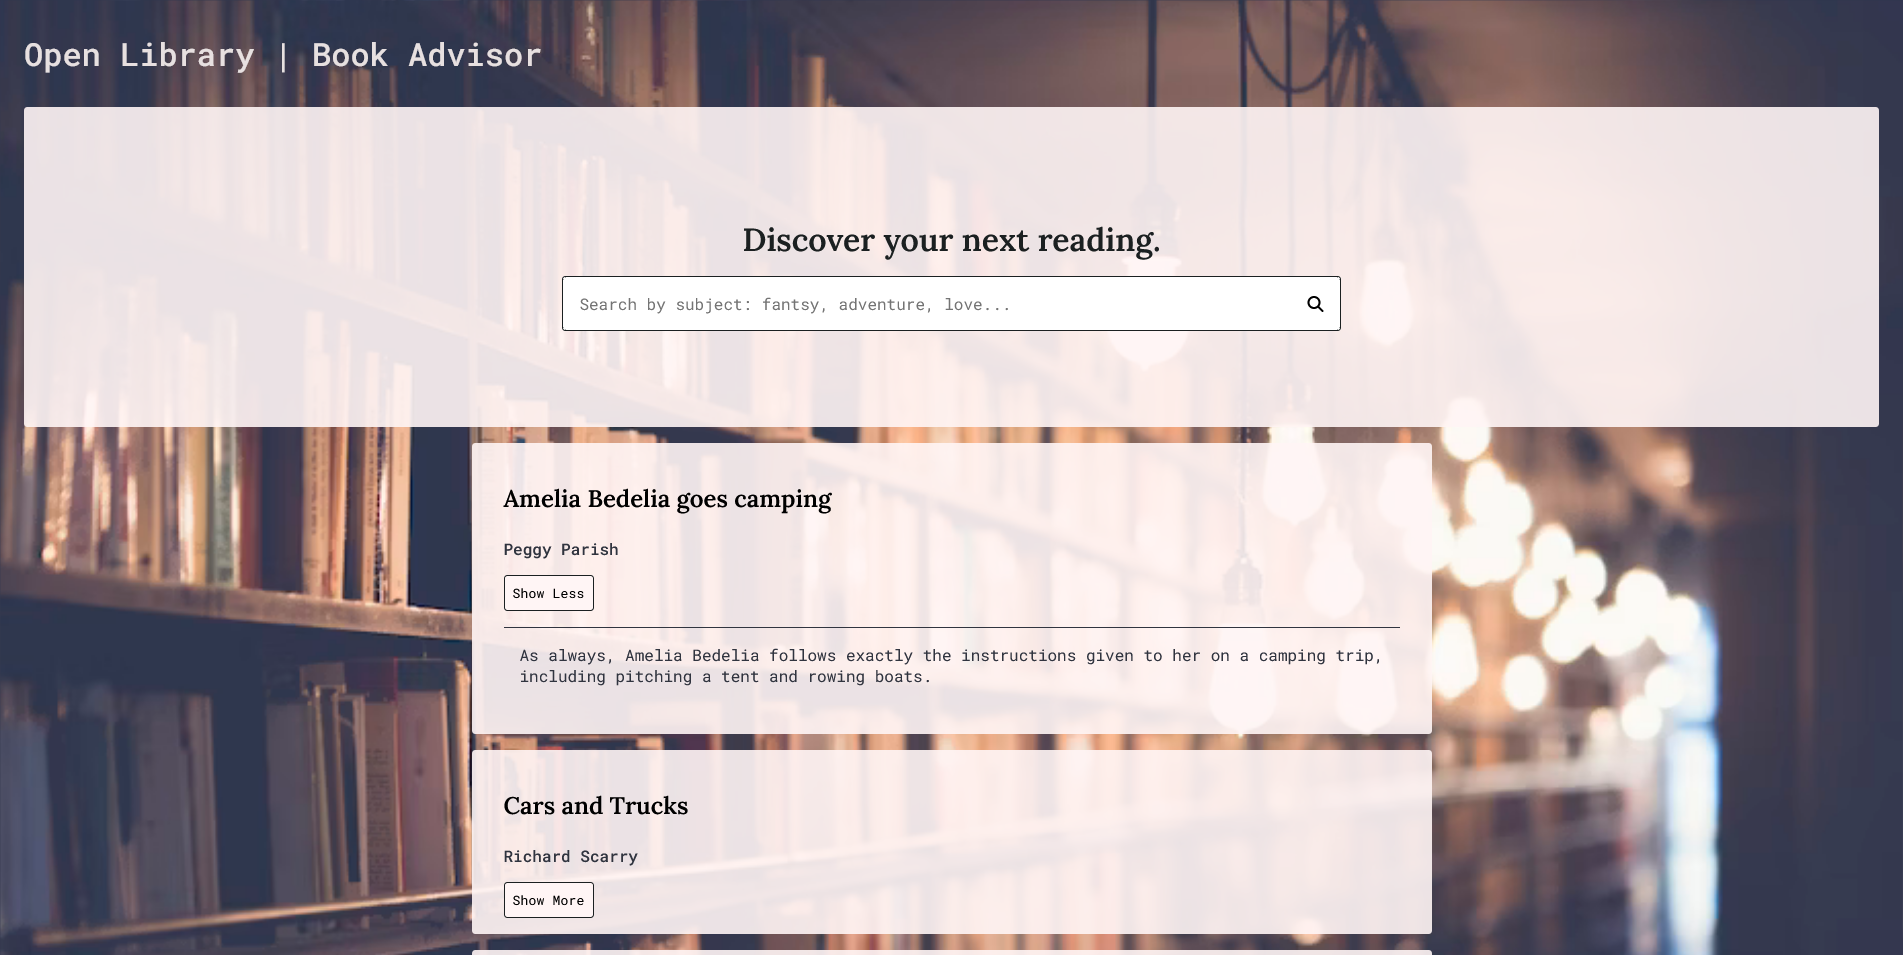 Open Library | Book Advisor
Discover your next reading.
Search by subject: fantsy, adventure, love...
Amelia Bedelia goes camping
Peggy Parish
Show Less
As always, Amelia Bedelia follows exactly the instructions given to her on a camping trip,
including pitching a tent and rowing boats.
Cars and Trucks
Richard Scarry
Show More